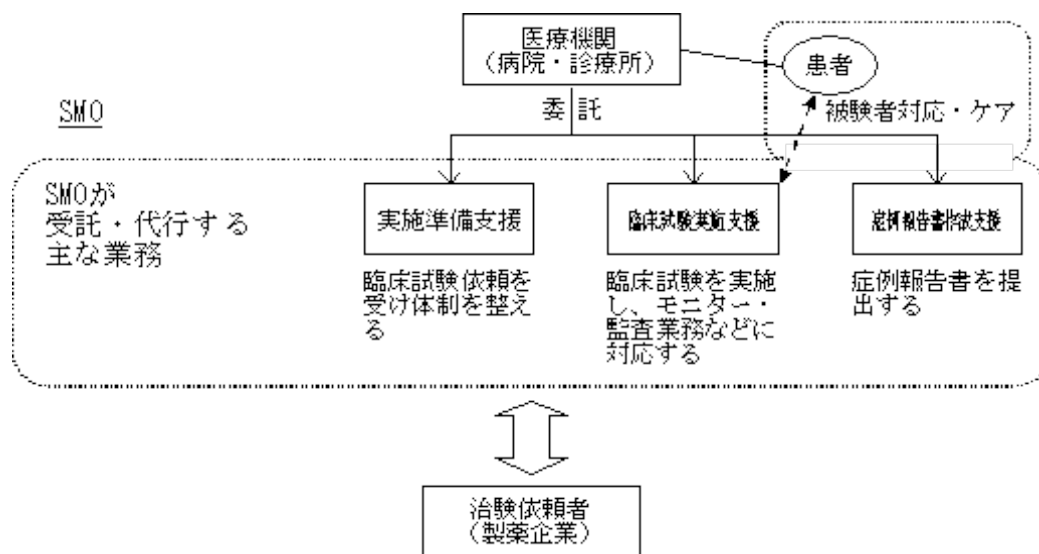 医療機関
（病院・診療所）
患者
委託
被験者対応・ケア
SMO
SMOが
受託・代行する
主な業務
実施準備支援
臨床試験実施支援
症例報告書作成支援
臨床試験依頼を
受け体制を整え
る
臨床試験を実施
し、モニター・
監査業務などに
対応する
症例報告書を提
出する
治験依頼者
（製薬企業）